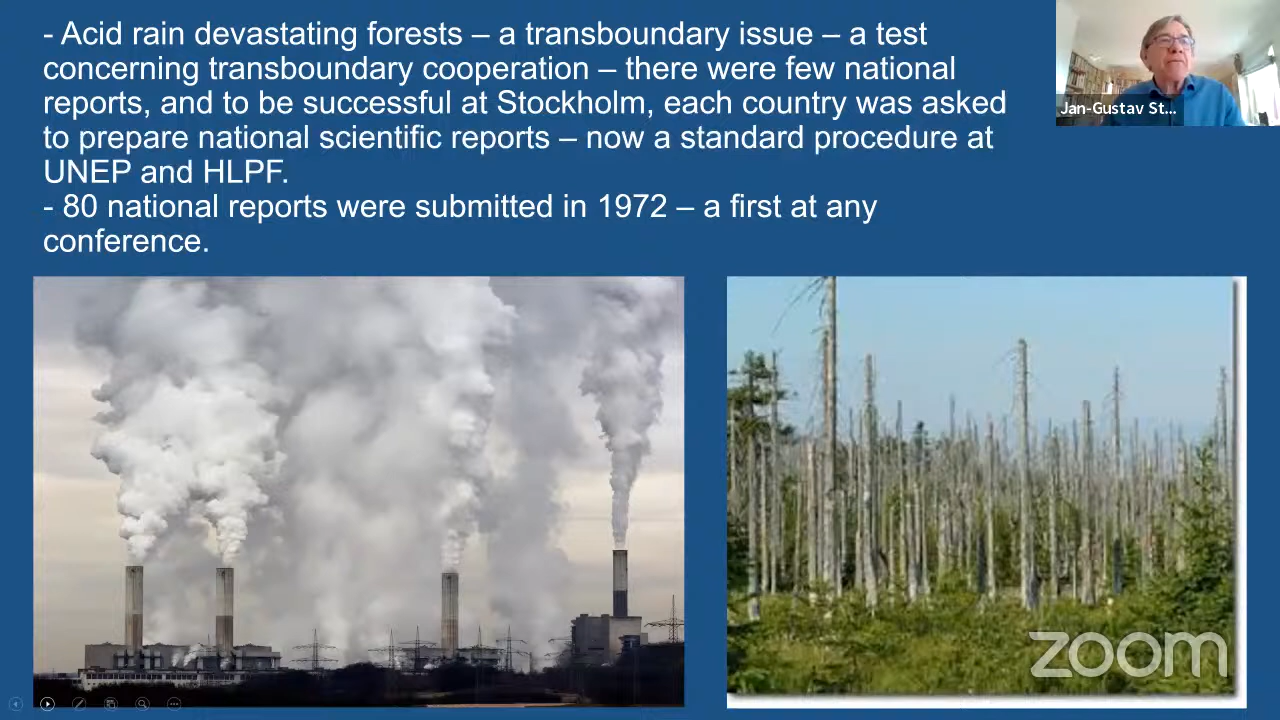 - Acid rain devastating forests – a transboundary issue – a test
concerning transboundary cooperation – there were few national
reports, and to be successful at Stockholm, each country was asked
to prepare national scientific reports – now a standard procedure at
UNEP and HLPF.
- 80 national reports were submitted in 1972 – a first at any
conference.
Jan-Gustav St...
zoom